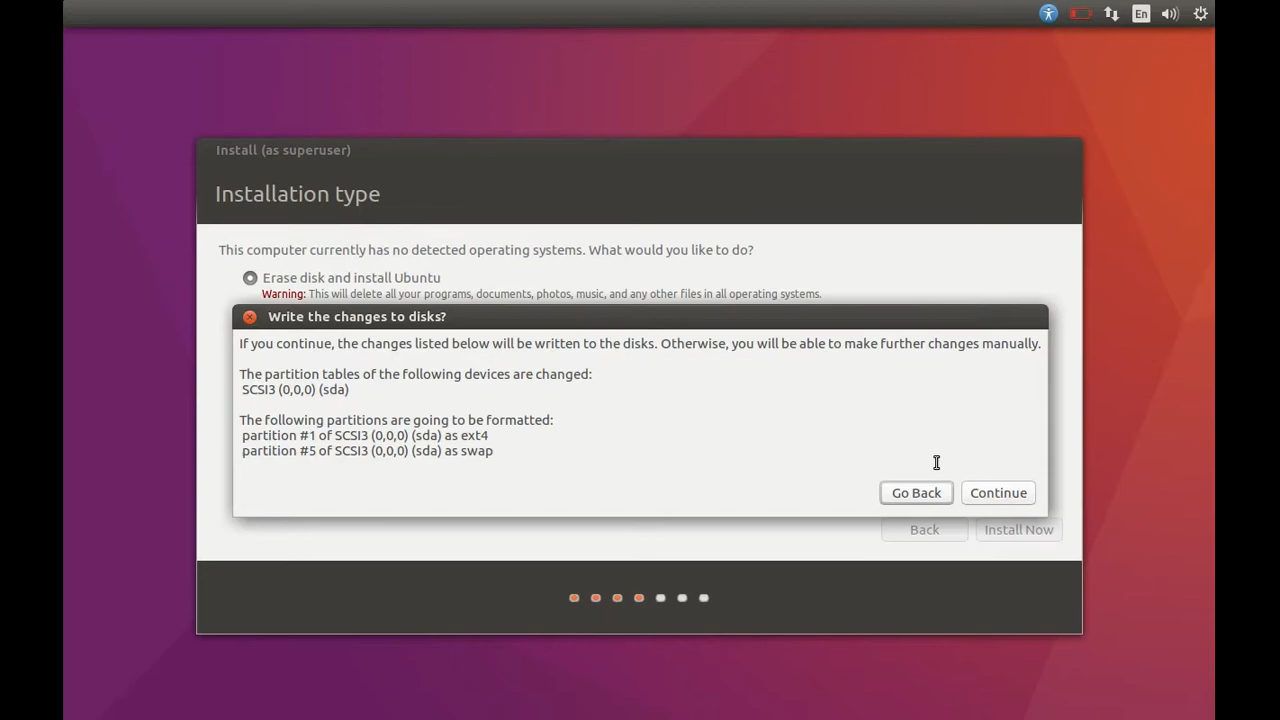 En
Install (as superuser)
Installation type
This computer currently has no detected operating systems. What would you like to do?
Erase disk and install Ubuntu
Warning: This will delete all your programs, documents, photos, music, and any other files in all operating systems.
Write the changes to disks?
If you continue, the changes listed below will be written to the disks. Otherwise, you will be able to make further changes manually.
The partition tables of the following devices are changed:
SCSI3 (0,0,0) (sda)
The following partitions are going to be formatted:
partition #1 of SCSI3 (0,0,0) (sda) as ext4
partition #5 of SCSI3 (0,0,0) (sda) as swap
Go Back Continue
Back Install Now